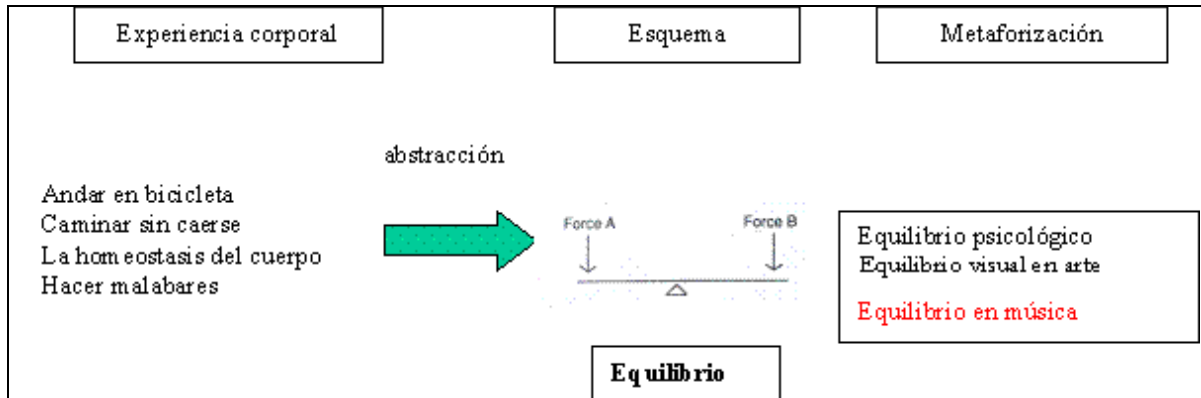 Experiencia corporal
Esquema
Metaforización
abstracción
Andar en bicicleta
Caminar sin caerse
La homeostasis del cuerpo
Hacer malabares
Force A
Force B
Equilibrio psicológico
Equilibrio visual en arte
Equilibrio en música
Equilibrio